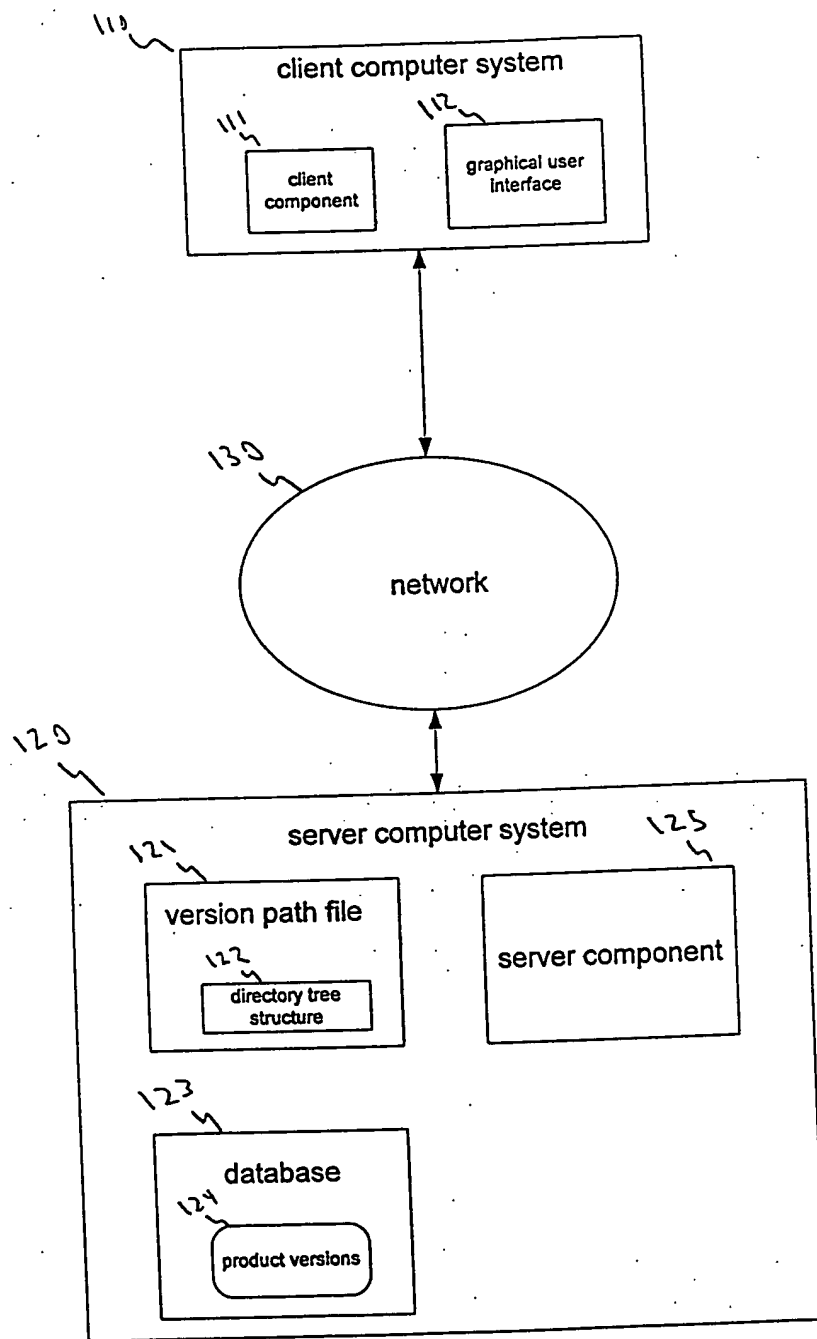 110
client computer system
111
112
client
component
graphical user
interface
130
network
120
server computer system
121
125
version path file
122
directory tree
structure
server component
123
database
124
product versions